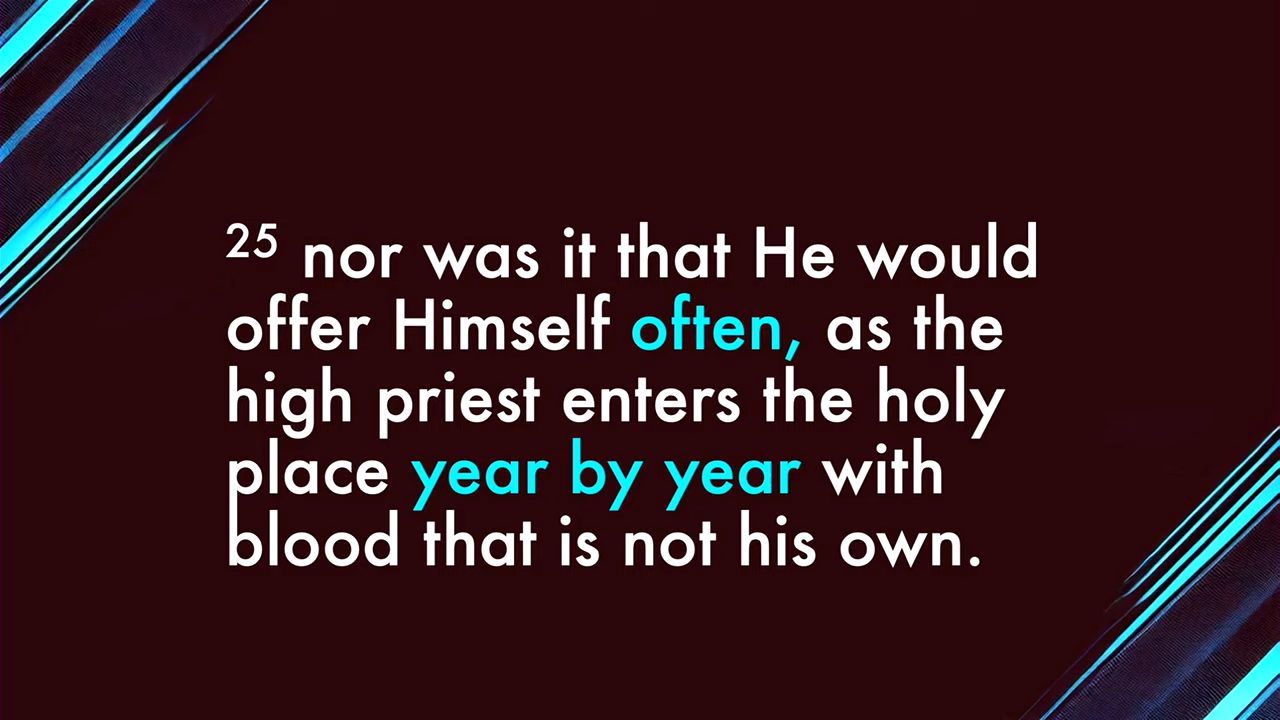 25 nor was it that He would
offer Himself often, as the
high priest enters the holy
place year by year with
blood that is not his own.